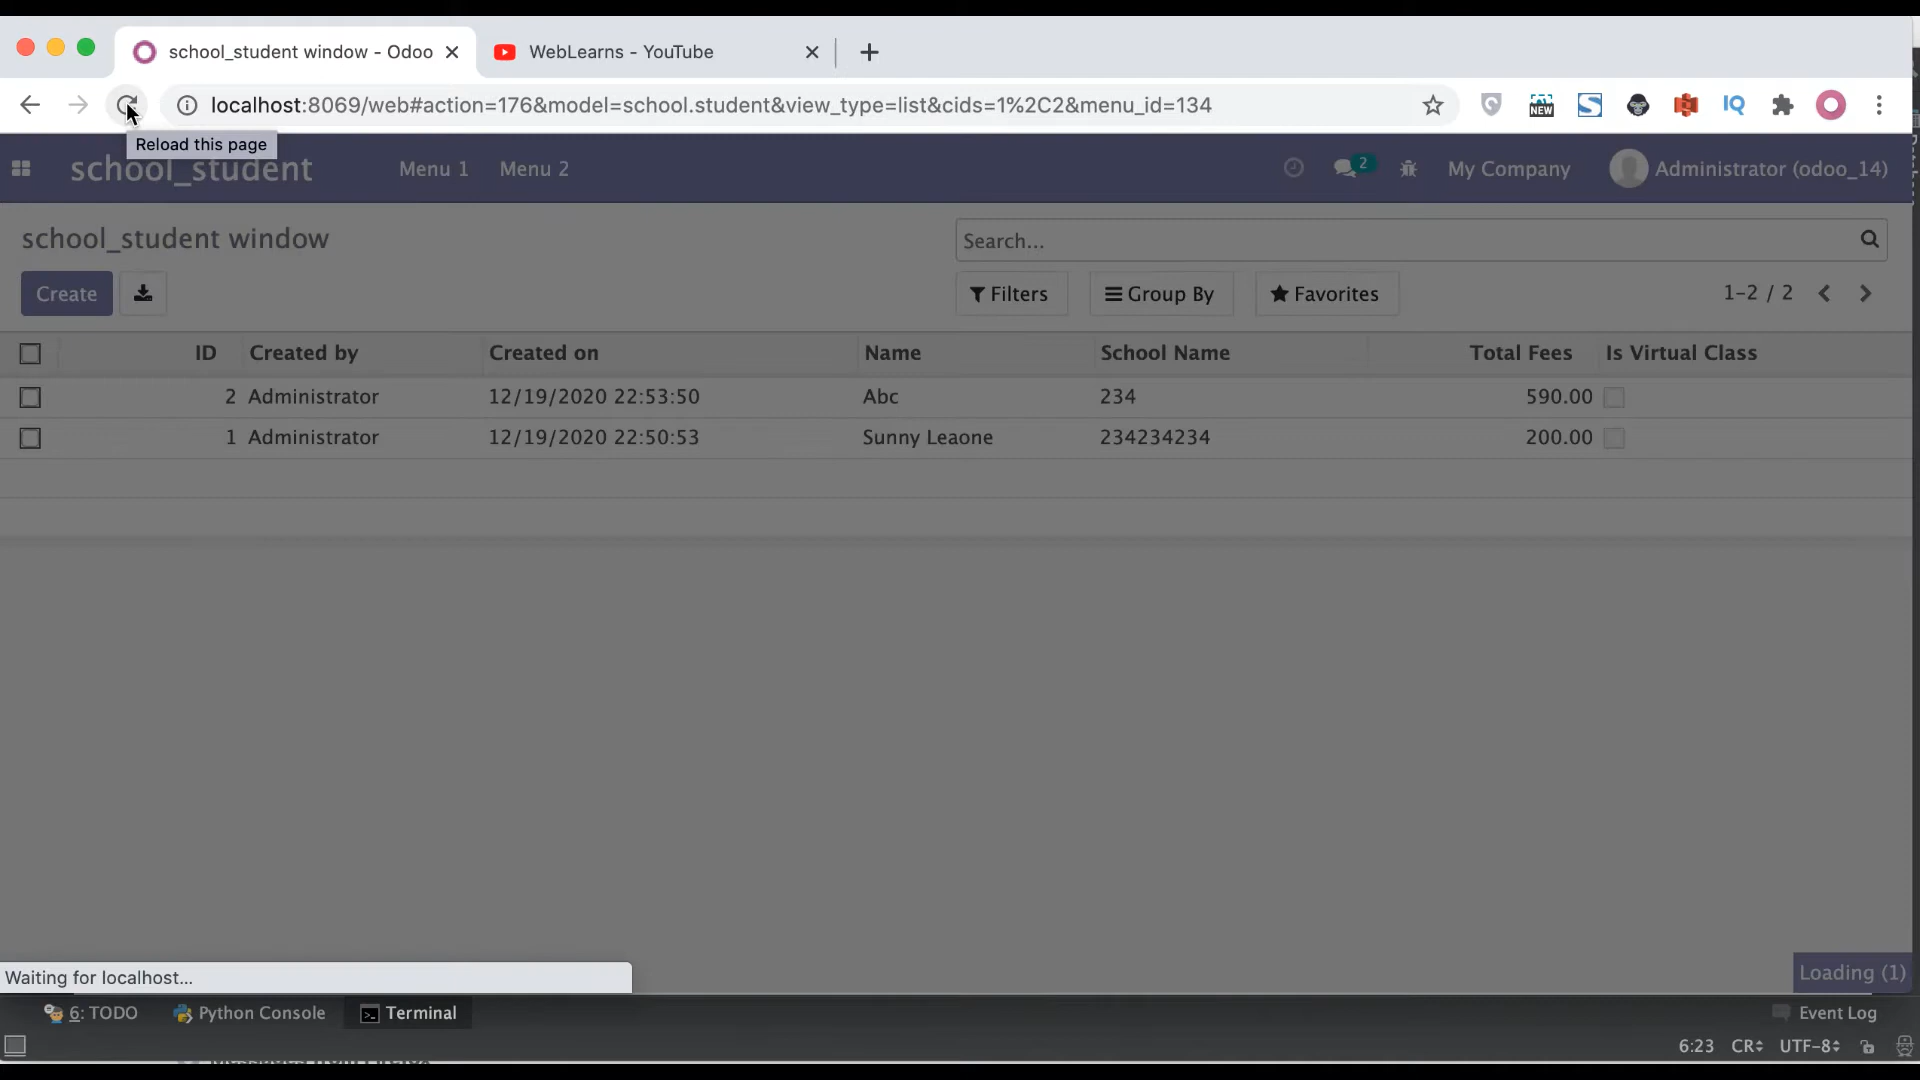 school_student window - Odoo
WebLearns - YouTube
localhost:8069/web#action=176&model=school.student&view_type=list&cids=1%2C2&menu_id=134
NEW
S
IQ
Reload this page
school_student
Menu 1
Menu 2
2
My Company
Administrator (odoo_14)
school_student window
Search...
Create
Filters
Group By
Favorites
1-2 / 2
ID Created by Created on Name School Name Total Fees Is Virtual Class
2 Administrator 12/19/2020 22:53:50 Abc 234 590.00
1 Administrator 12/19/2020 22:50:53 Sunny Leaone 234234234 200.00
Waiting for localhost...
Loading (1)
6: TODO
Python Console
Terminal
Event Log
6:23 CR UTF-8